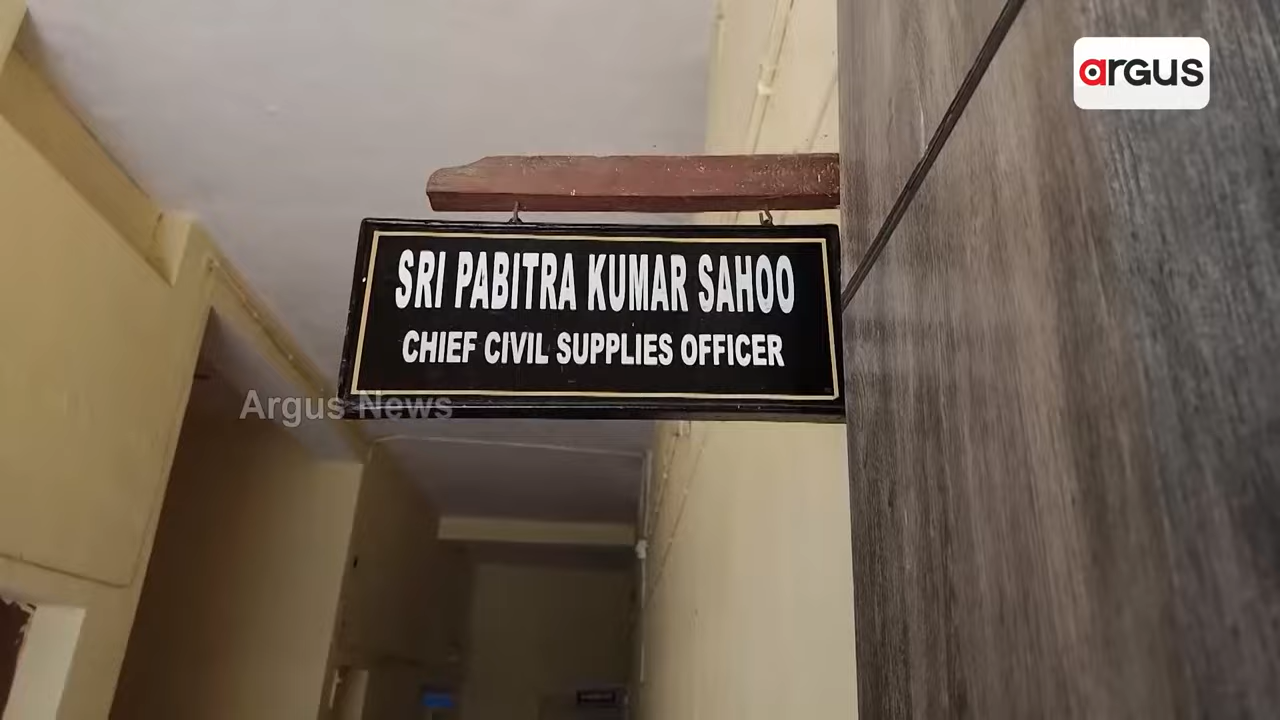 argus
SRI PABITRA KUMAR SAHOO
CHIEF CIVIL SUPPLIES OFFICER
Argus News